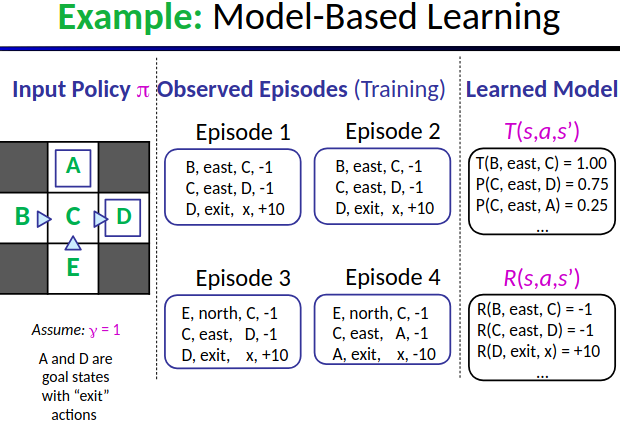 Example: Model-Based Learning
Input Policy π
Observed Episodes (Training)
Learned Model
A
B
C
D
E
Assume: γ = 1
A and D are
goal states
with “exit”
actions
Episode 1
B, east, C, -1
C, east, D, -1
D, exit, x, +10
Episode 2
B, east, C, -1
C, east, D, -1
D, exit, x, +10
Episode 3
E, north, C, -1
C, east, D, -1
D, exit, x, +10
Episode 4
E, north, C, -1
C, east, A, -1
A, exit, x, -10
T(s,a,s’)
T(B, east, C) = 1.00
P(C, east, D) = 0.75
P(C, east, A) = 0.25
...
R(s,a,s’)
R(B, east, C) = -1
R(C, east, D) = -1
R(D, exit, x) = +10
...